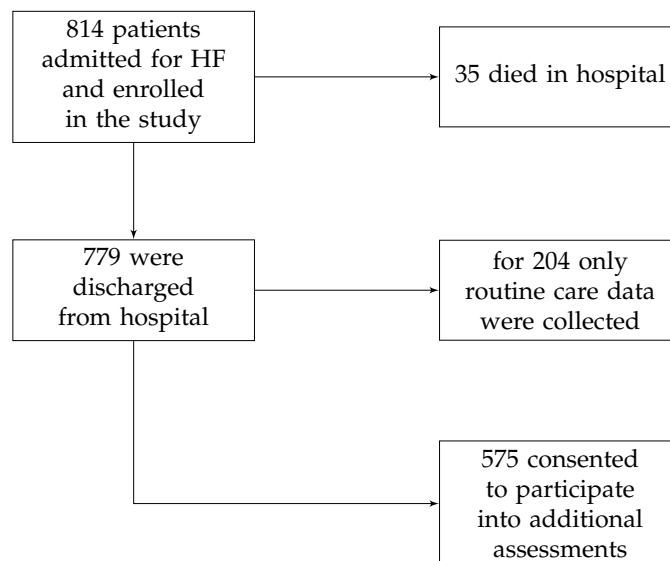 814 patients
admitted for HF
and enrolled
in the study
35 died in hospital
779 were
discharged
from hospital
for 204 only
routine care data
were collected
575 consented
to participate
into additional
assessments